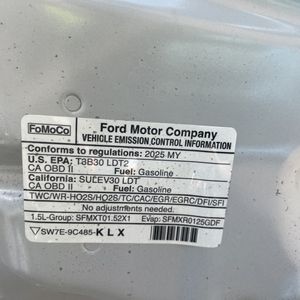 FoMoCo
Ford Motor Company
VEHICLE EMISSION CONTROL INFORMATION
Conforms to regulations: 2025 MY
U.S. EPA: T3B30 LDT2
CA OBD II Fuel: Gasoline
California: SULEV30 LDT
CA OBD II Fuel: Gasoline
TWC/WR-HO2S/HO2S/TC/CAC/EGR/EGRC/DFI/SFI
No adjustments needed.
1.5L-Group: SFMXT01.52X1 Evap: SFMXR0125GDF
SW7E-9C485-KLX